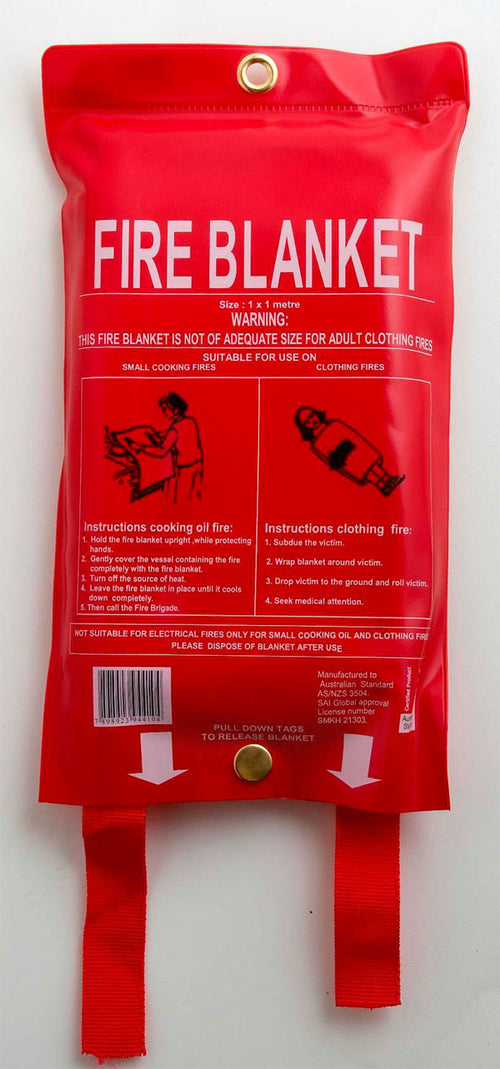 FIRE BLANKET
Size : 1 x 1 metre
WARNING:
THIS FIRE BLANKET IS NOT OF ADEQUATE SIZE FOR ADULT CLOTHING FIRES
SUITABLE FOR USE ON
SMALL COOKING FIRES
CLOTHING FIRES
Instructions cooking oil fire:
1. Hold the fire blanket upright ,while protecting
hands.
2. Gently cover the vessel containing the fire
completely with the fire blanket.
3. Turn off the source of heat.
4. Leave the fire blanket in place until it cools
down completely.
5. Then call the Fire Brigade.
Instructions clothing fire:
1. Subdue the victim.
2. Wrap blanket around victim.
3. Drop victim to the ground and roll victim.
4. Seek medical attention.
NOT SUITABLE FOR ELECTRICAL FIRES ONLY FOR SMALL COOKING OIL AND CLOTHING FIR
PLEASE DISPOSE OF BLANKET AFTER USE
7898923 944104
Manufactured to
Australian Standard
AS/NZS 3504.
SAI Global approval
License number
SMKH 21303.
Certified Product
PULL DOWN TAGS
TO RELEASE BLANKET